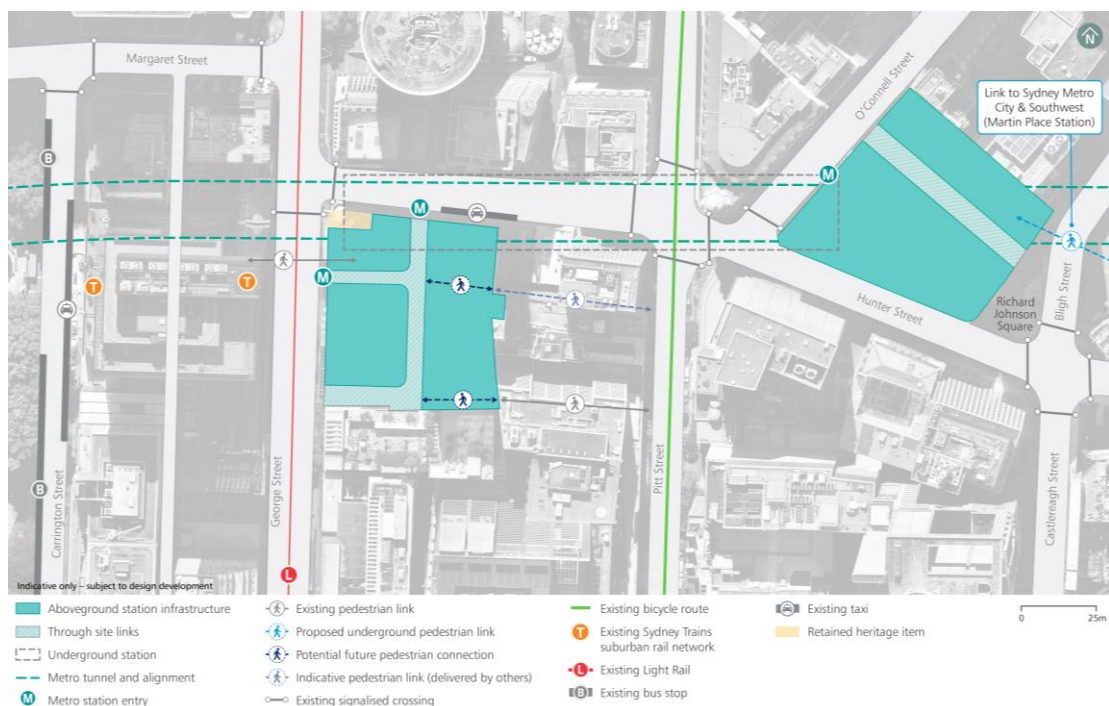 N
Margaret Street
O'Connell Street
Link to Sydney Metro
City & Southwest
(Martin Place Station)
B
M
M
T
T
M
Hunter Street
Richard
Johnson
Square
Bligh Street
B
Carrington Street
George Street
Pitt Street
Castlereagh Street
L
Indicative only – subject to design development
Aboveground station infrastructure
Through site links
Underground station
Metro tunnel and alignment
M Metro station entry
Existing pedestrian link
Proposed underground pedestrian link
Potential future pedestrian connection
Indicative pedestrian link (delivered by others)
Existing signalised crossing
Existing bicycle route
T Existing Sydney Trains
suburban rail network
L Existing Light Rail
B Existing bus stop
Existing taxi
Retained heritage item
0 25m